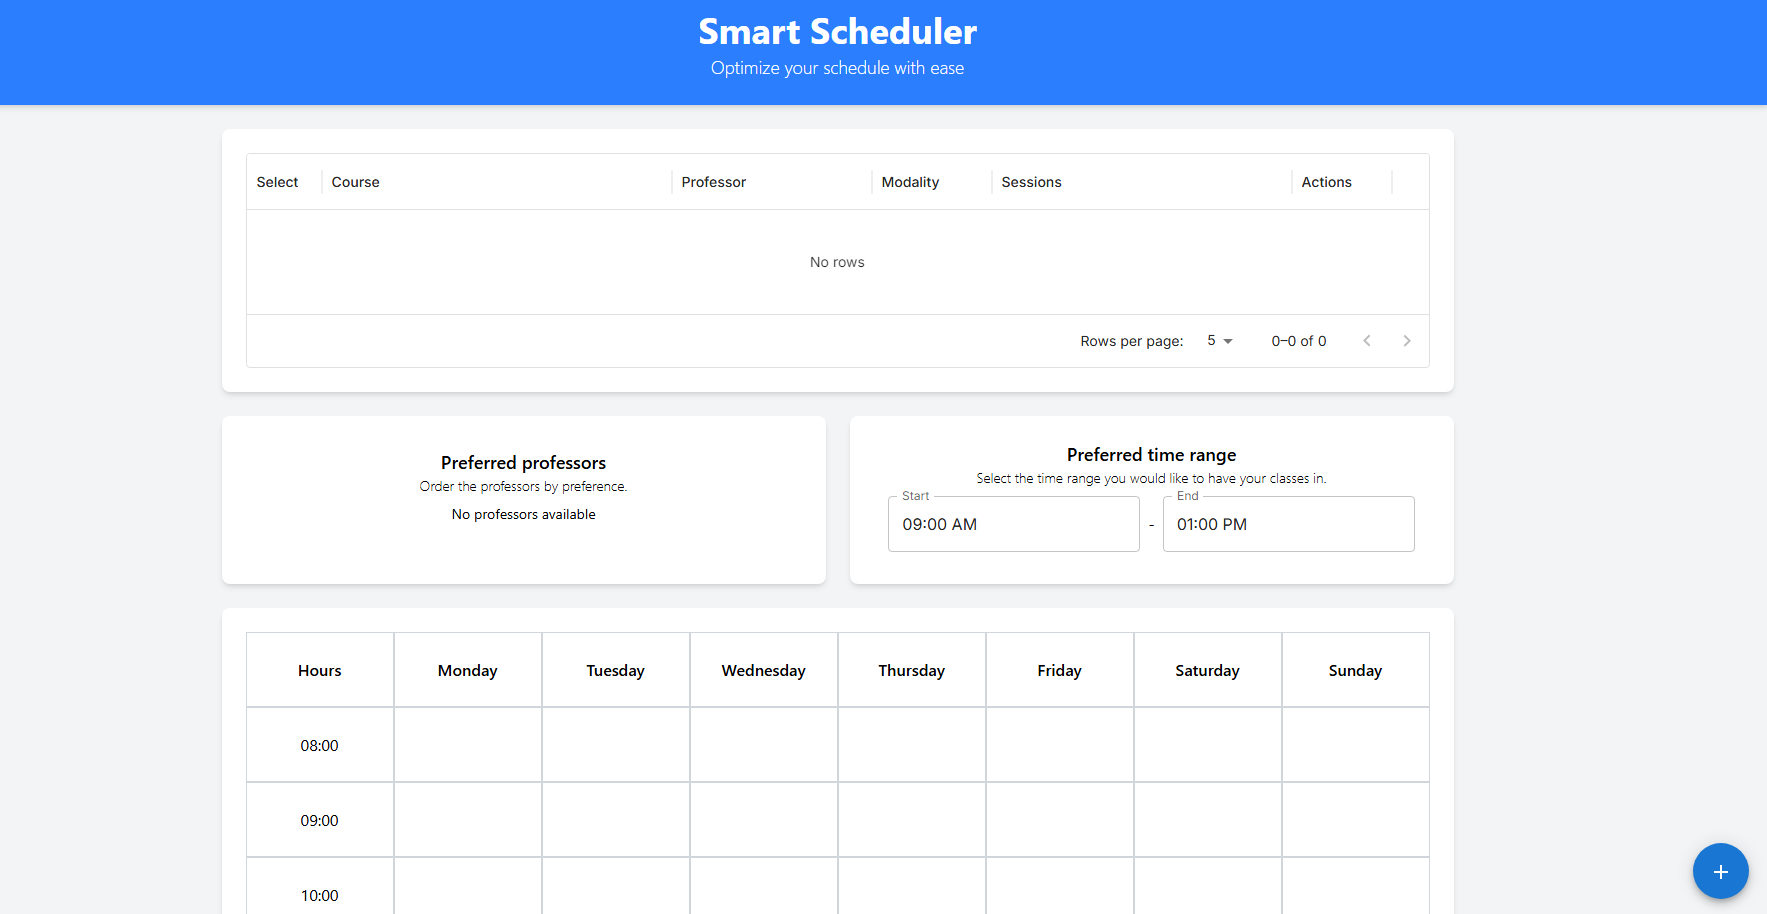 Smart Scheduler
Optimize your schedule with ease
Select Course Professor Modality Sessions Actions
No rows
Rows per page: 5 0–0 of 0
Preferred professors
Order the professors by preference.
No professors available
Preferred time range
Select the time range you would like to have your classes in.
Start End
09:00 AM - 01:00 PM
Hours Monday Tuesday Wednesday Thursday Friday Saturday Sunday
08:00
09:00
10:00